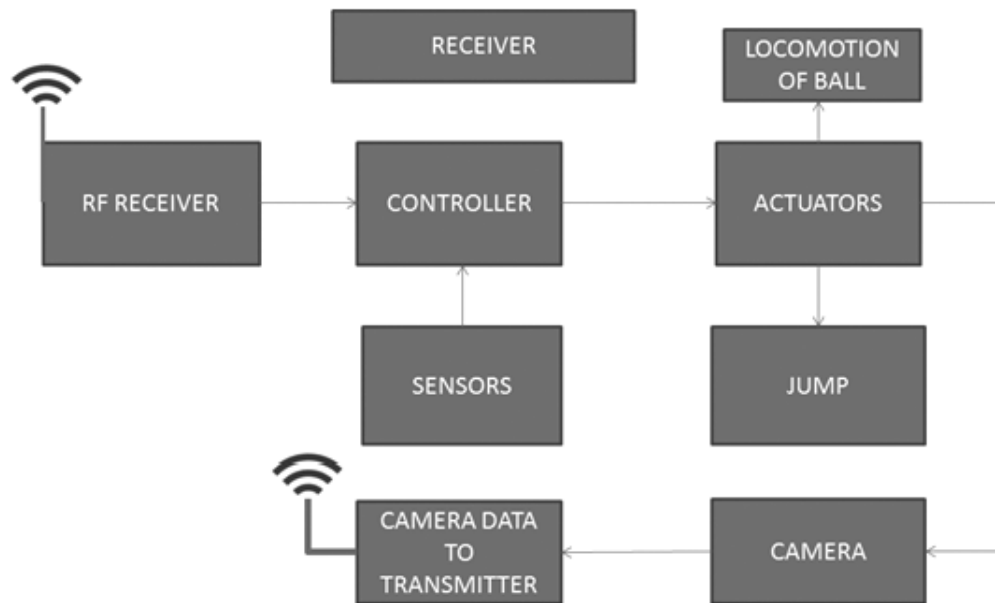 RECEIVER
LOCOMOTION
OF BALL
RF RECEIVER
CONTROLLER
ACTUATORS
SENSORS
JUMP
CAMERA DATA
TO
TRANSMITTER
CAMERA